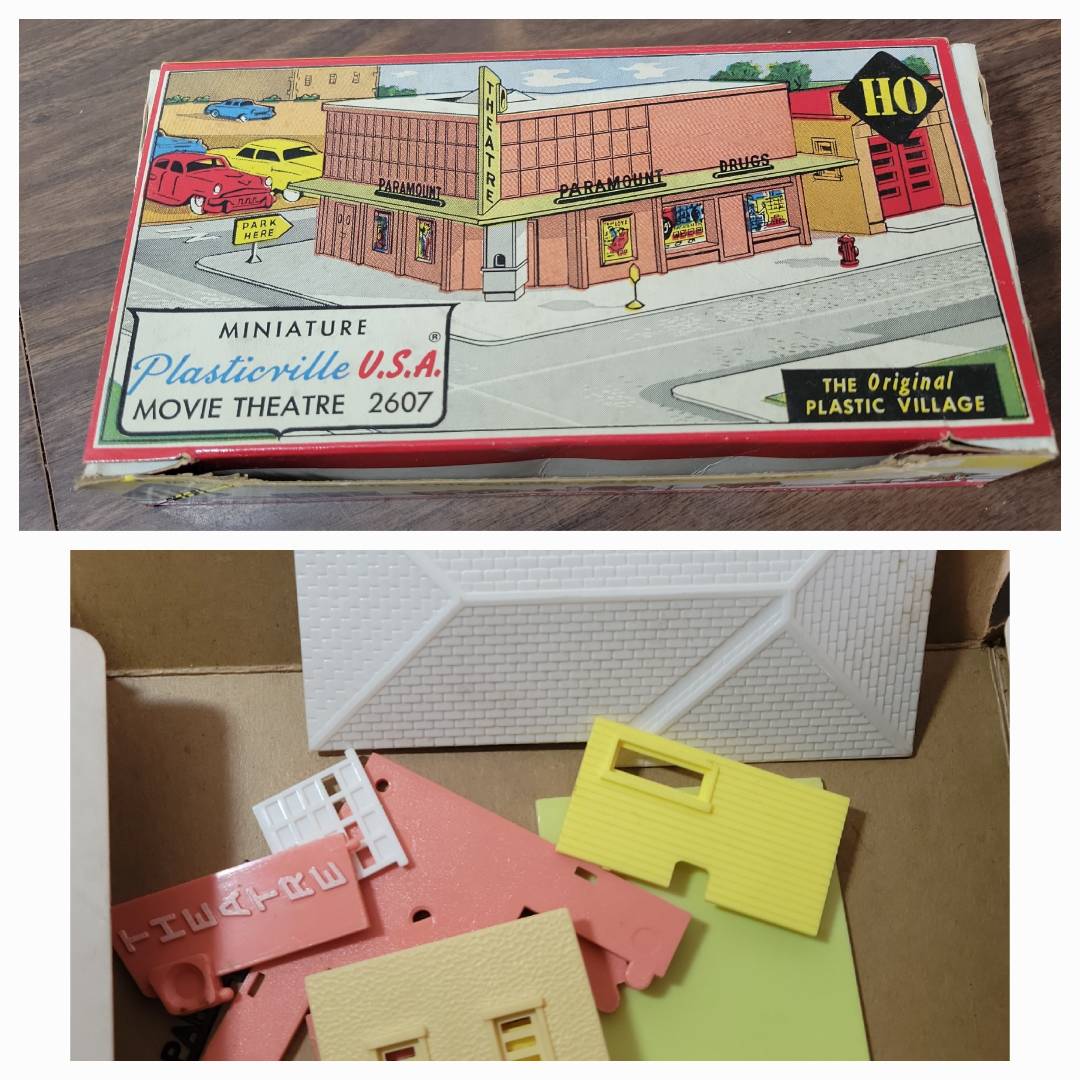 HO
THEATRE
PARAMOUNT
PARAMOUNT
DRUGS
PARK
HERE
MINIATURE
Plasticville U.S.A.®
MOVIE THEATRE 2607
THE Original
PLASTIC VILLAGE
THEATRE